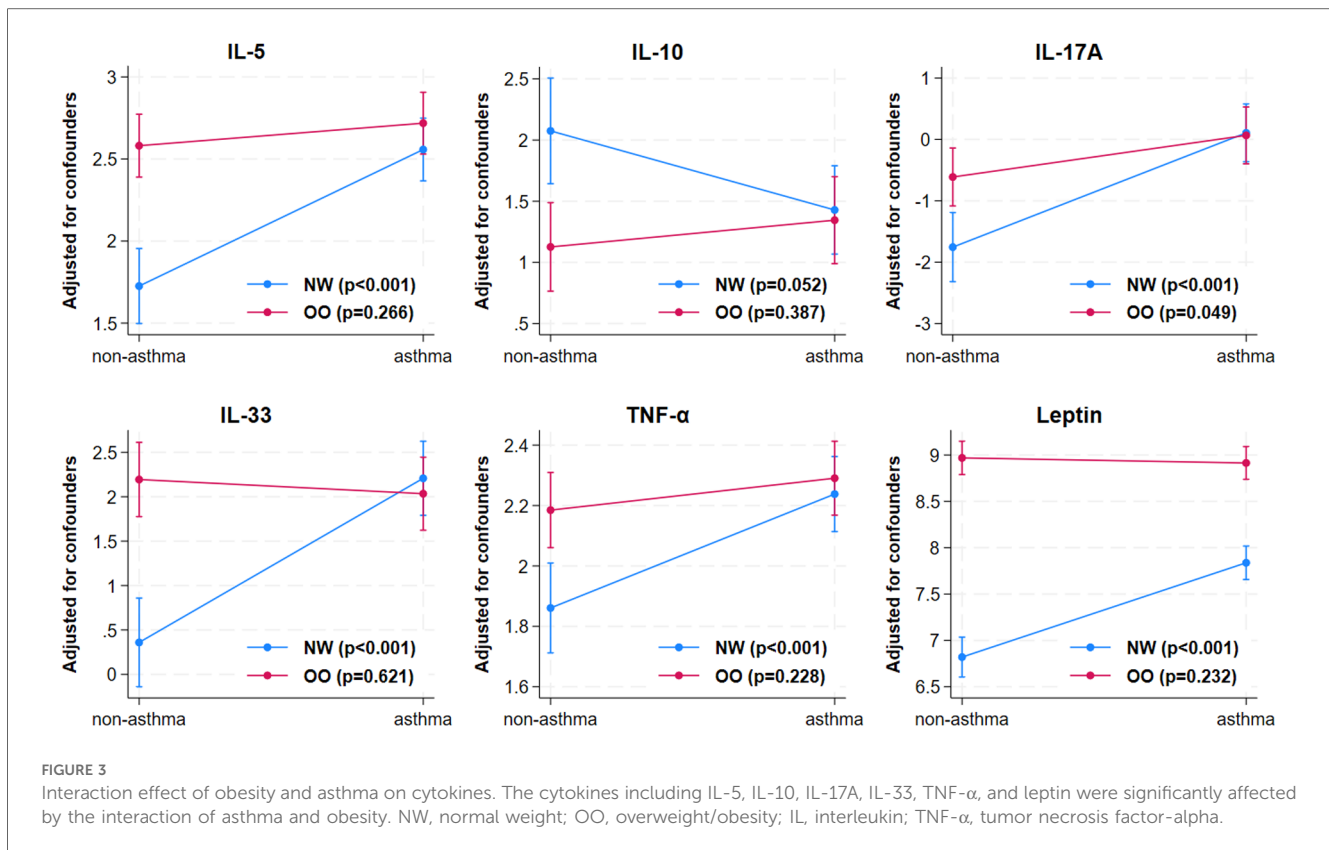 IL-5
Adjusted for confounders
3
2.5
2
1.5
NW (p<0.001)
OO (p=0.266)
non-asthma
asthma
IL-10
Adjusted for confounders
2.5
2
1.5
1
.5
NW (p=0.052)
OO (p=0.387)
non-asthma
asthma
IL-17A
Adjusted for confounders
1
0
-1
-2
-3
NW (p<0.001)
OO (p=0.049)
non-asthma
asthma
IL-33
Adjusted for confounders
2.5
2
1.5
1
.5
0
NW (p<0.001)
OO (p=0.621)
non-asthma
asthma
TNF-α
Adjusted for confounders
2.4
2.2
2
1.8
1.6
NW (p<0.001)
OO (p=0.228)
non-asthma
asthma
Leptin
Adjusted for confounders
9
8.5
8
7.5
7
6.5
NW (p<0.001)
OO (p=0.232)
non-asthma
asthma
FIGURE 3
Interaction effect of obesity and asthma on cytokines. The cytokines including IL-5, IL-10, IL-17A, IL-33, TNF-α, and leptin were significantly affected
by the interaction of asthma and obesity. NW, normal weight; OO, overweight/obesity; IL, interleukin; TNF-α, tumor necrosis factor-alpha.